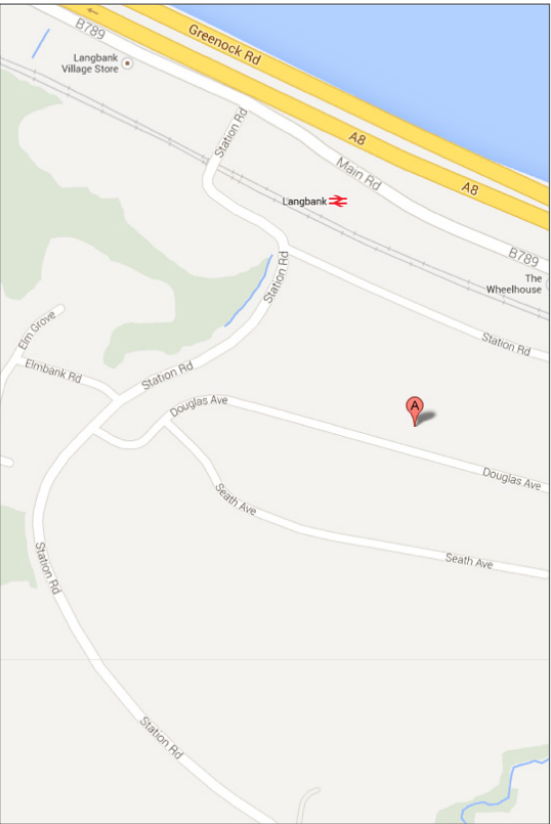 B789
Greenock Rd
Langbank
Village Store
Station Rd
A8
Main Rd
A8
Langbank
B789
The
Wheelhouse
Station Rd
Station Rd
Elm Grove
Elmbank Rd
Station Rd
Douglas Ave
A
Douglas Ave
Seath Ave
Station Rd
Seath Ave
Station Rd